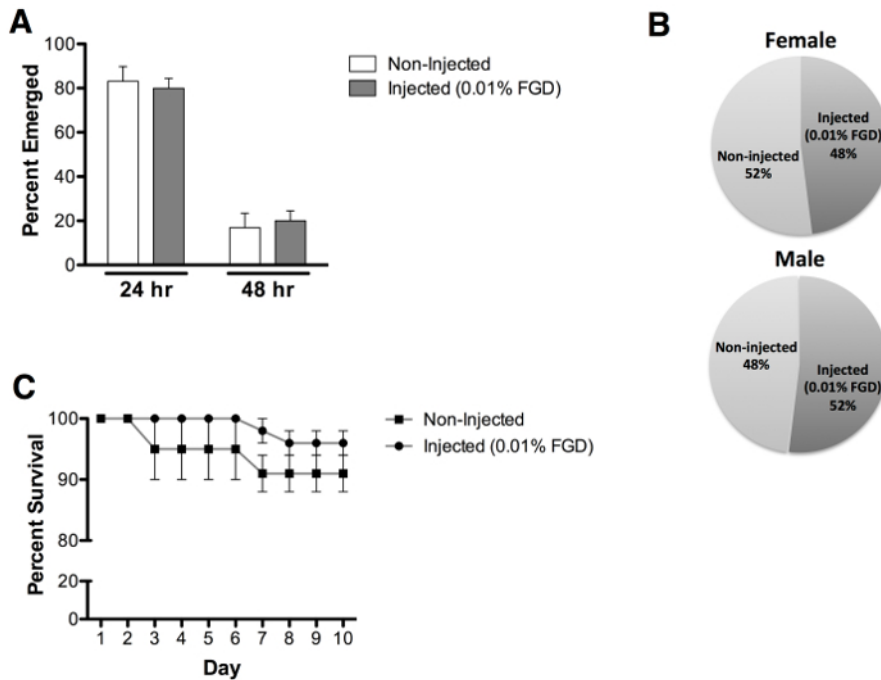 A
100
80
60
40
20
0
Percent Emerged
24 hr
48 hr
Non-Injected
Injected (0.01% FGD)
B
Female
Non-injected
52%
Injected
(0.01% FGD)
48%
Male
Non-injected
48%
Injected
(0.01% FGD)
52%
C
100
90
80
20
0
Percent Survival
1 2 3 4 5 6 7 8 9 10
Day
Non-Injected
Injected (0.01% FGD)